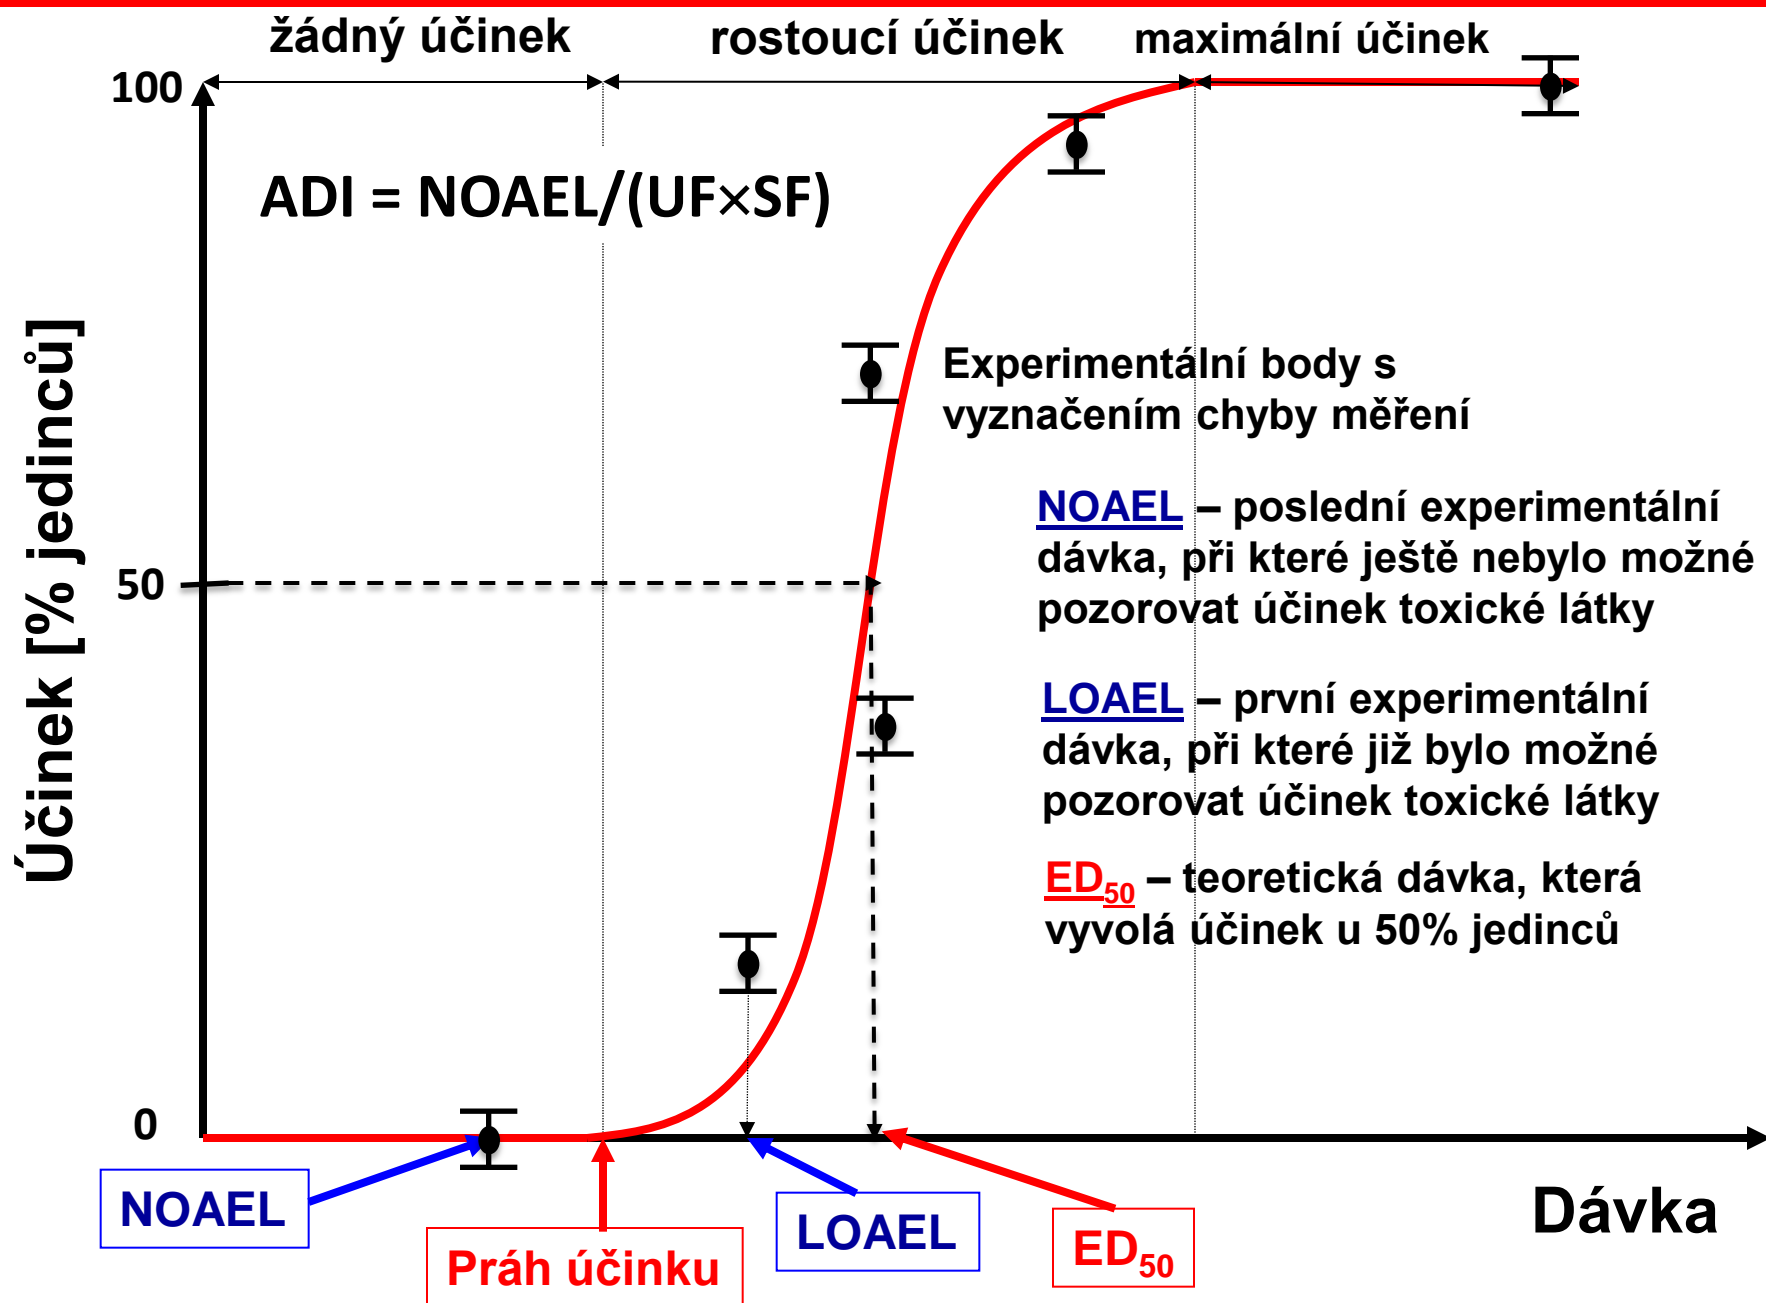 žádný účinek
rostoucí účinek
maximální účinek
100
ADI = NOAEL/(UF×SF)
Účinek [% jedinců]
Experimentální body s
vyznačením chyby měření
NOAEL – poslední experimentální
dávka, při které ještě nebylo možné
pozorovat účinek toxické látky
50
LOAEL – první experimentální
dávka, při které již bylo možné
pozorovat účinek toxické látky
ED50 – teoretická dávka, která
vyvolá účinek u 50% jedinců
0
NOAEL
Práh účinku
LOAEL
ED50
Dávka